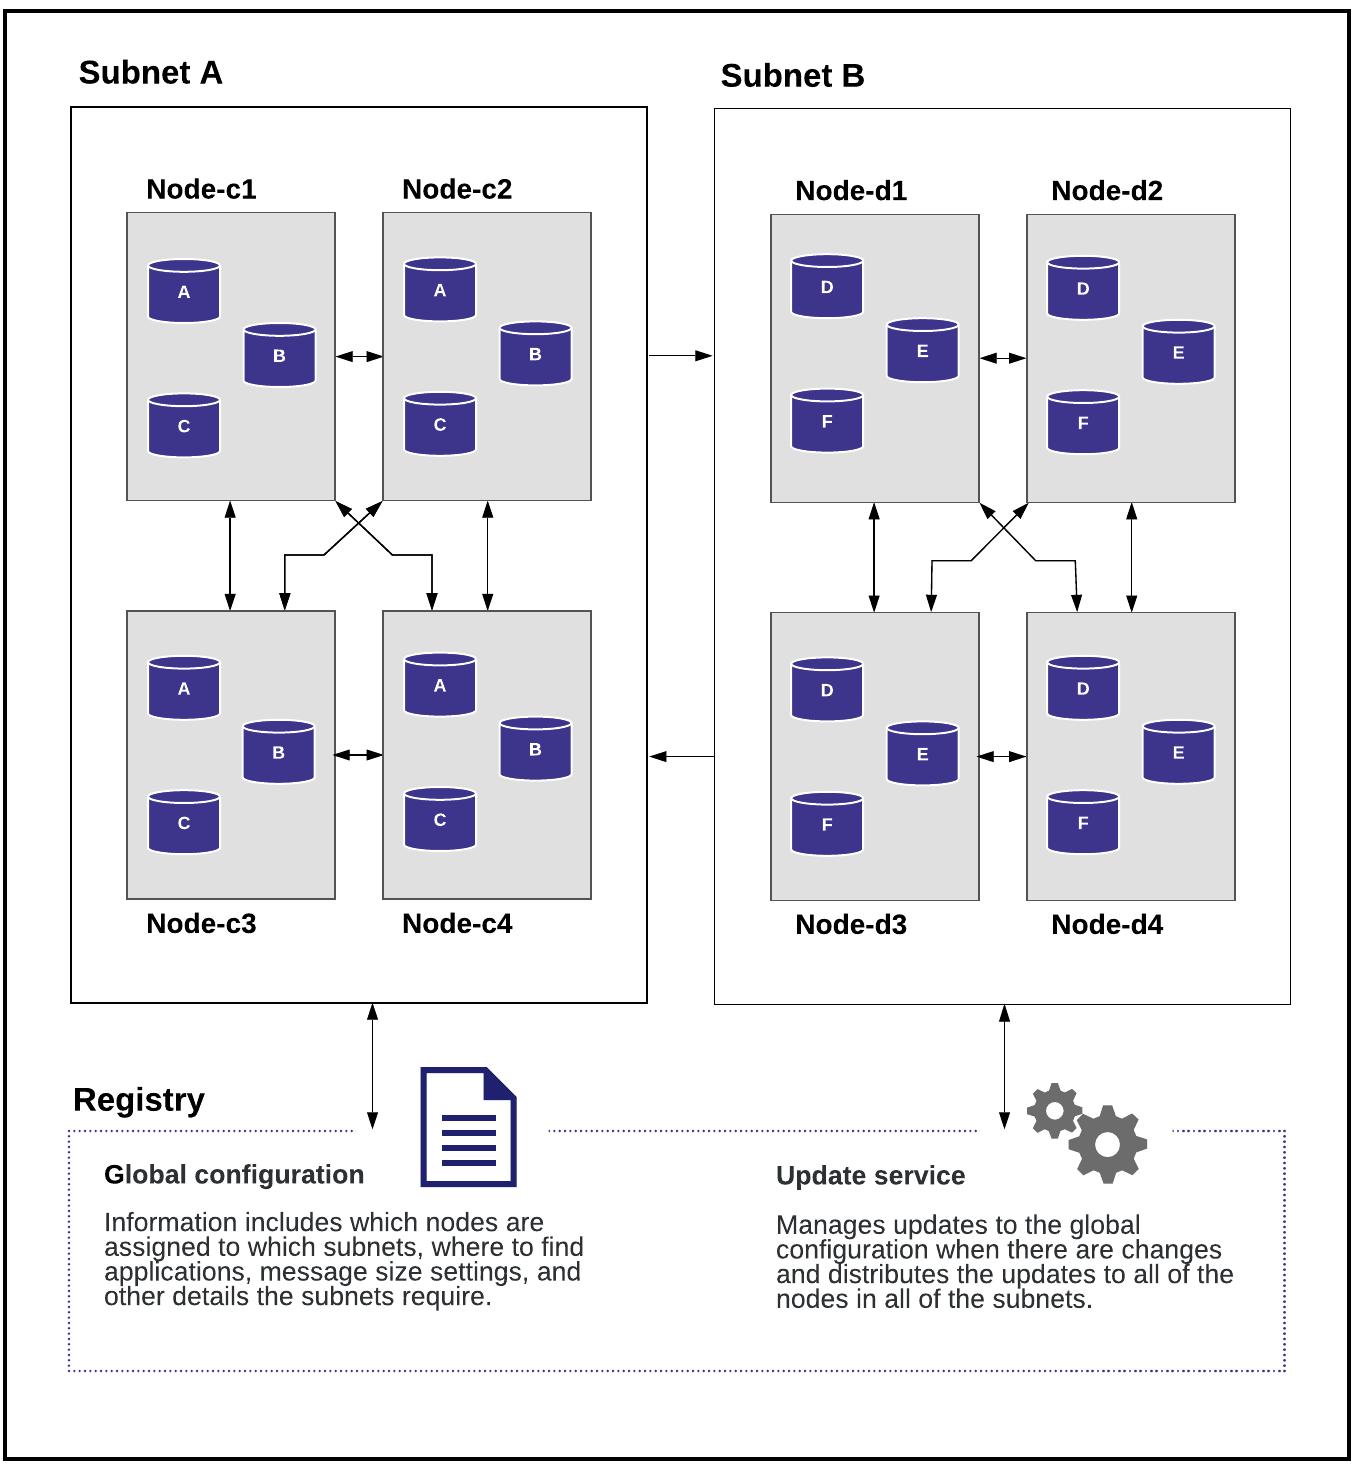 Subnet A
Subnet B
Node-c1
Node-c2
Node-d1
Node-d2
A
B
C
A
B
C
D
E
F
D
E
F
A
B
C
A
B
C
D
E
F
D
E
F
Node-c3
Node-c4
Node-d3
Node-d4
Registry
Global configuration
Information includes which nodes are
assigned to which subnets, where to find
applications, message size settings, and
other details the subnets require.
Update service
Manages updates to the global
configuration when there are changes
and distributes the updates to all of the
nodes in all of the subnets.